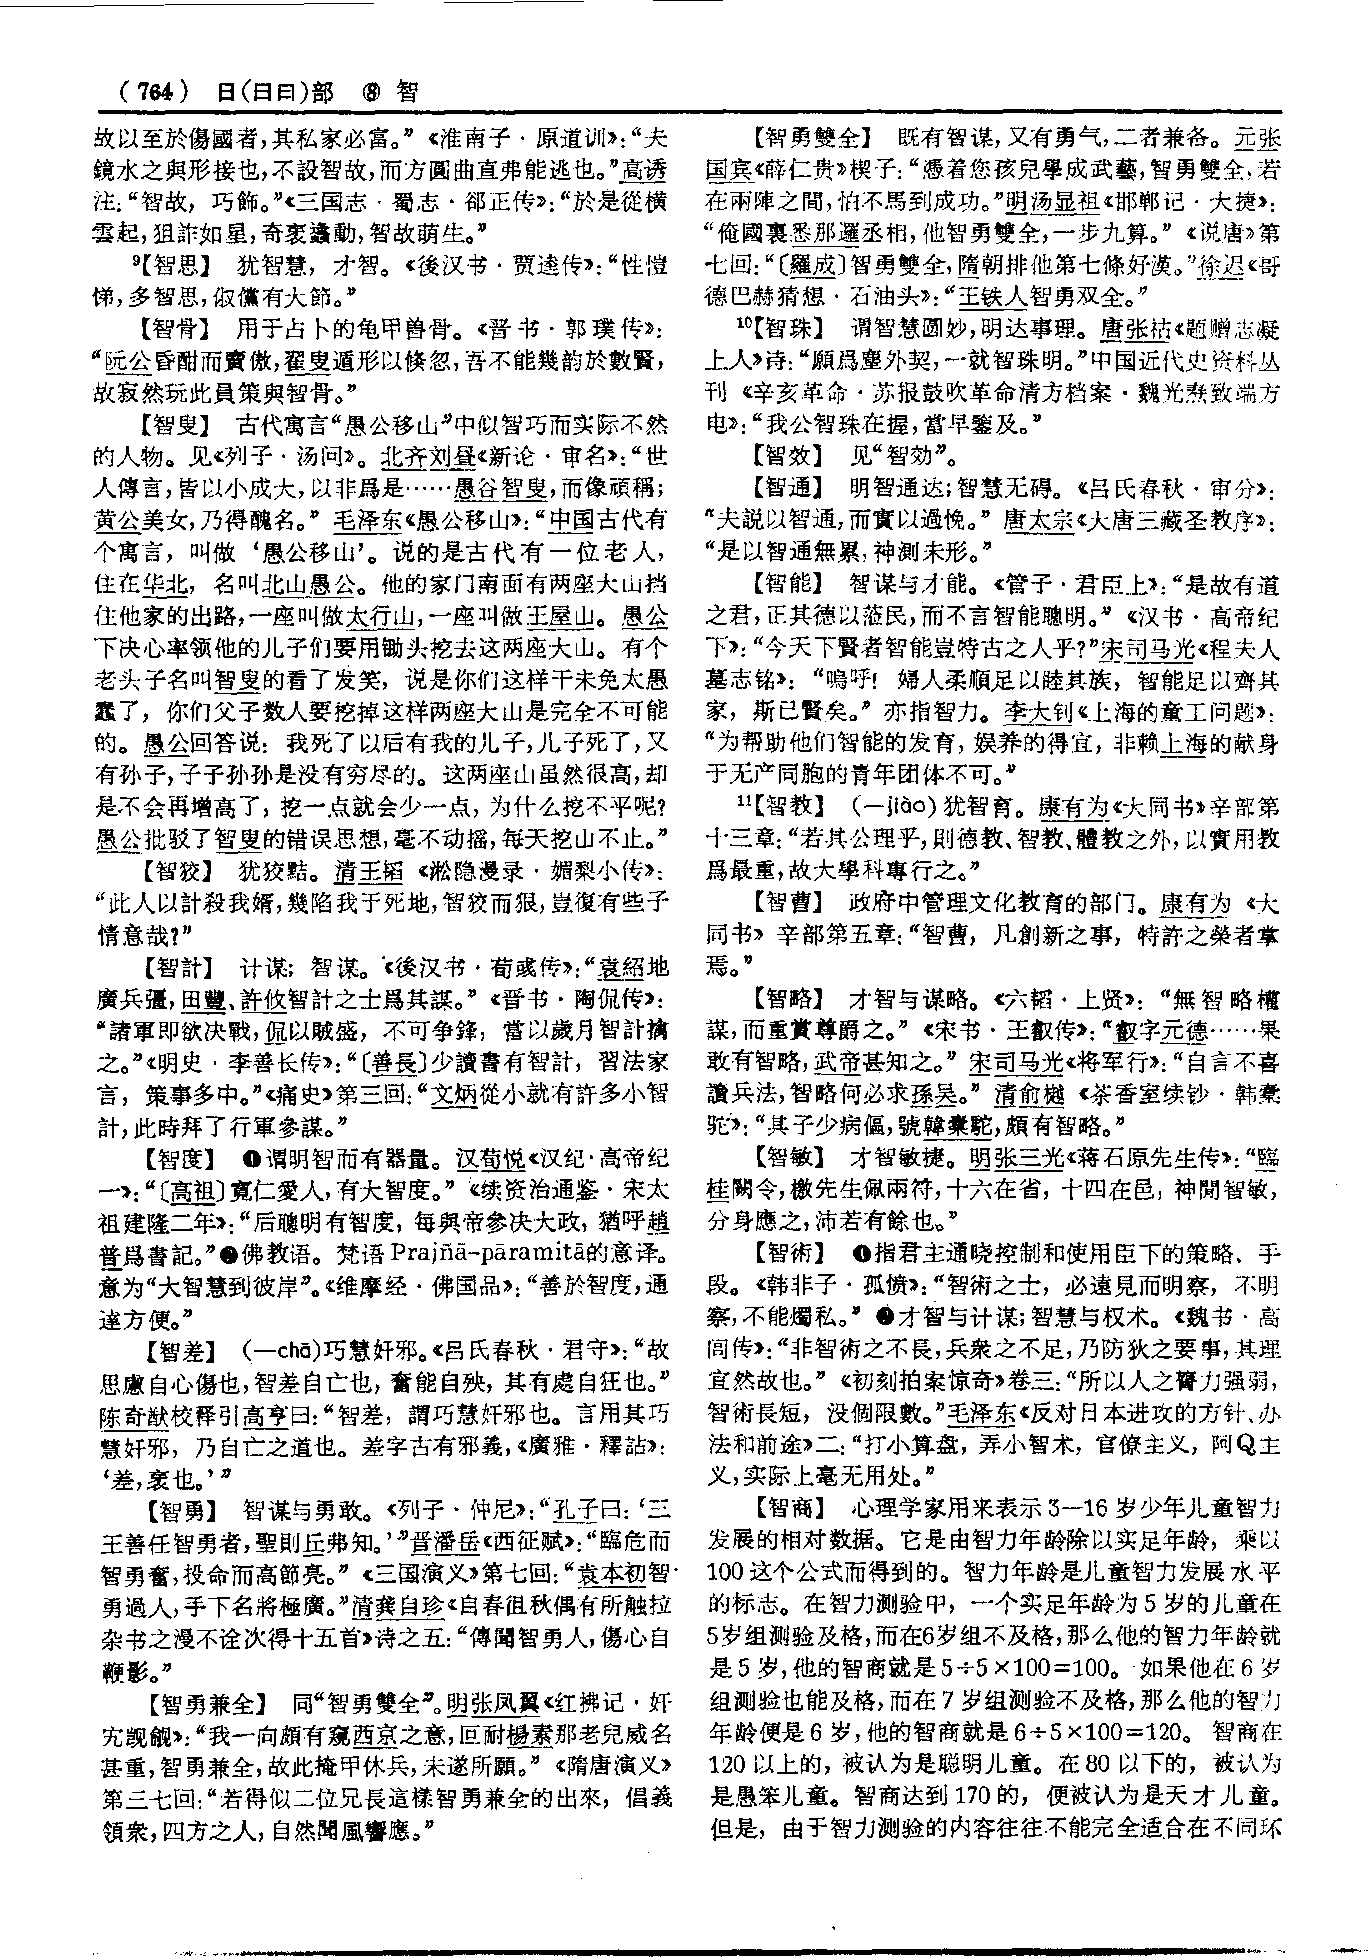 （764） 日(日曰)部 ⑧ 智
故以至於傷國者，其私家必富。”《淮南子·原道训》：“夫
鏡水之與形接也，不設智故，而方圓曲直弗能逃也。”高诱
注：“智故，巧飾。”《三国志·蜀志·郤正传》：“於是從横
雲起，狙詐如星，奇衺蠭動，智故萌生。”
⁹【智思】 犹智慧，才智。《後汉书·贾逵传》：“性愷
悌，多智思，俶儻有大節。”
【智骨】 用于占卜的龟甲兽骨。《晋书·郭璞传》：
“阮公昏酣而賣傲，翟叟遁形以倏忽，吾不能幾韵於數賢，
故寂然玩此員策與智骨。”
【智叟】 古代寓言“愚公移山”中似智巧而实际不然
的人物。见《列子·汤问》。北齐刘昼《新论·审名》：“世
人傳言，皆以小成大，以非爲是……愚谷智叟，而像頑稱；
黄公美女，乃得醜名。” 毛泽东《愚公移山》：“中国古代有
个寓言，叫做‘愚公移山’。说的是古代有一位老人，
住在华北，名叫北山愚公。他的家门南面有两座大山挡
住他家的出路，一座叫做太行山，一座叫做王屋山。愚公
下决心率领他的儿子们要用锄头挖去这两座大山。有个
老头子名叫智叟的看了发笑，说是你们这样干未免太愚
蠢了，你们父子数人要挖掉这样两座大山是完全不可能
的。愚公回答说：我死了以后有我的儿子，儿子死了，又
有孙子，子子孙孙是没有穷尽的。这两座山虽然很高，却
是不会再增高了，挖一点就会少一点，为什么挖不平呢？
愚公批驳了智叟的错误思想，毫不动摇，每天挖山不止。”
【智狡】 犹狡黠。清王韬《淞隐漫录·媚梨小传》：
“此人以計殺我婿，幾陷我于死地，智狡而狠，豈復有些子
情意哉？”
【智計】 计谋；智谋。《後汉书·荀彧传》：“袁紹地
廣兵彊，田豐、許攸智計之士爲其謀。”《晋书·陶侃传》：
“諸軍即欲决戰，侃以賊盛，不可争鋒，當以歲月智計擒
之。”《明史·李善长传》：“〔善長〕少讀書有智計，習法家
言，策事多中。”《痛史》第三回：“文炳從小就有許多小智
計，此時拜了行軍參謀。”
【智度】 ❶谓明智而有器量。汉荀悦《汉纪·高帝纪
一》：“〔高祖〕寬仁愛人，有大智度。”《续资治通鉴·宋太
祖建隆二年》：“后聰明有智度，每與帝參决大政，猶呼趙
普爲書記。”❷佛教语。梵语 Prajñā-pāramitā的意译。
意为“大智慧到彼岸”。《维摩经·佛国品》：“善於智度，通
達方便。”
【智差】 (—chā)巧慧奸邪。《吕氏春秋·君守》：“故
思慮自心傷也，智差自亡也，奮能自殃，其有處自狂也。”
陈奇猷校释引高亨曰：“智差，謂巧慧奸邪也。言用其巧
慧奸邪，乃自亡之道也。差字古有邪義，《廣雅·釋詁》：
‘差，衺也。’”
【智勇】 智谋与勇敢。《列子·仲尼》：“孔子曰：‘三
王善任智勇者，聖則丘弗知。’”晋潘岳《西征赋》：“臨危而
智勇奮，投命而高節亮。”《三国演义》第七回：“袁本初智
勇過人，手下名將極廣。”清龚自珍《自春徂秋偶有所触拉
杂书之漫不诠次得十五首》诗之五：“傳聞智勇人，傷心自
鞭影。”
【智勇兼全】 同“智勇雙全”。明张凤翼《红拂记·奸
宄觊觎》：“我一向頗有窺西京之意，叵耐楊素那老兒威名
甚重，智勇兼全，故此掩甲休兵，未遂所願。”《隋唐演义》
第三七回：“若得似二位兄長這樣智勇兼全的出來，倡義
領衆，四方之人，自然聞風響應。”
【智勇雙全】 既有智谋，又有勇气，二者兼备。元张
国宾《薛仁贵》楔子：“憑着您孩兒學成武藝，智勇雙全，若
在兩陣之間，怕不馬到成功。”明汤显祖《邯郸记·大捷》：
“俺國裏悉那邏丞相，他智勇雙全，一步九算。”《说唐》第
七回：“〔羅成〕智勇雙全，隋朝排他第七條好漢。”徐迟《哥
德巴赫猜想·石油头》：“王铁人智勇双全。”
¹⁰【智珠】 谓智慧圆妙，明达事理。唐张祜《题赠志凝
上人》诗：“願爲塵外契，一就智珠明。”中国近代史资料丛
刊《辛亥革命·苏报鼓吹革命清方档案·魏光焘致端方
电》：“我公智珠在握，當早鑒及。”
【智效】 见“智効”。
【智通】 明智通达；智慧无碍。《吕氏春秋·审分》：
“夫説以智通，而實以過悗。” 唐太宗《大唐三藏圣教序》：
“是以智通無累，神測未形。”
【智能】 智谋与才能。《管子·君臣上》：“是故有道
之君，正其德以莅民，而不言智能聰明。”《汉书·高帝纪
下》：“今天下賢者智能豈特古之人乎？”宋司马光《程夫人
墓志铭》：“嗚呼！婦人柔順足以睦其族，智能足以齊其
家，斯已賢矣。”亦指智力。李大钊《上海的童工问题》：
“为帮助他们智能的发育，娱养的得宜，非赖上海的献身
于无产同胞的青年团体不可。”
¹¹【智教】 (—jiào)犹智育。康有为《大同书》辛部第
十三章：“若其公理乎，則德教、智教、體教之外，以實用教
爲最重，故大學科專行之。”
【智曹】 政府中管理文化教育的部门。康有为《大
同书》辛部第五章：“智曹，凡創新之事，特許之榮者掌
焉。”
【智略】 才智与谋略。《六韬·上贤》：“無智略權
謀，而重賞尊爵之。”《宋书·王叡传》：“叡字元德……果
敢有智略，武帝甚知之。” 宋司马光《将军行》：“自言不喜
讀兵法，智略何必求孫吴。” 清俞樾《茶香室续钞·韩橐
驼》：“其子少病傴，號韓橐駝，頗有智略。”
【智敏】 才智敏捷。明张三光《蒋石原先生传》：“臨
桂闕令，檄先生佩兩符，十六在省，十四在邑，神閒智敏，
分身應之，沛若有餘也。”
【智術】 ❶指君主通晓控制和使用臣下的策略、手
段。《韩非子·孤愤》：“智術之士，必遠見而明察，不明
察，不能燭私。” ❷才智与计谋；智慧与权术。《魏书·高
闾传》：“非智術之不長，兵衆之不足，乃防狄之要事，其理
宜然故也。”《初刻拍案惊奇》卷三：“所以人之膂力强弱，
智術長短，没個限數。”毛泽东《反对日本进攻的方针、办
法和前途》二：“打小算盘，弄小智术，官僚主义，阿Q主
义，实际上毫无用处。”
【智商】 心理学家用来表示 3—16 岁少年儿童智力
发展的相对数据。它是由智力年龄除以实足年龄，乘以
100 这个公式而得到的。智力年龄是儿童智力发展水平
的标志。在智力测验中，一个实足年龄为 5 岁的儿童在
5岁组测验及格，而在6岁组不及格，那么他的智力年龄就
是 5 岁，他的智商就是 5÷5×100=100。如果他在 6 岁
组测验也能及格，而在 7 岁组测验不及格，那么他的智力
年龄便是 6 岁，他的智商就是 6÷5×100=120。智商在
120 以上的，被认为是聪明儿童。在 80 以下的，被认为
是愚笨儿童。智商达到 170 的，便被认为是天才儿童。
但是，由于智力测验的内容往往不能完全适合在不同环